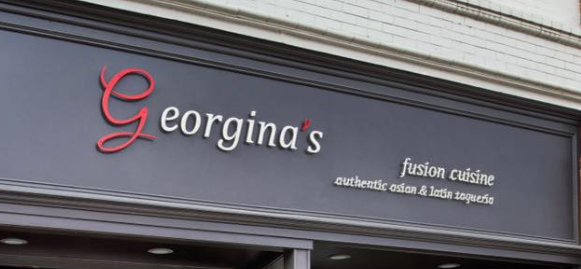 Georgina's
fusion cuisine
authentic asian & latin taqueria